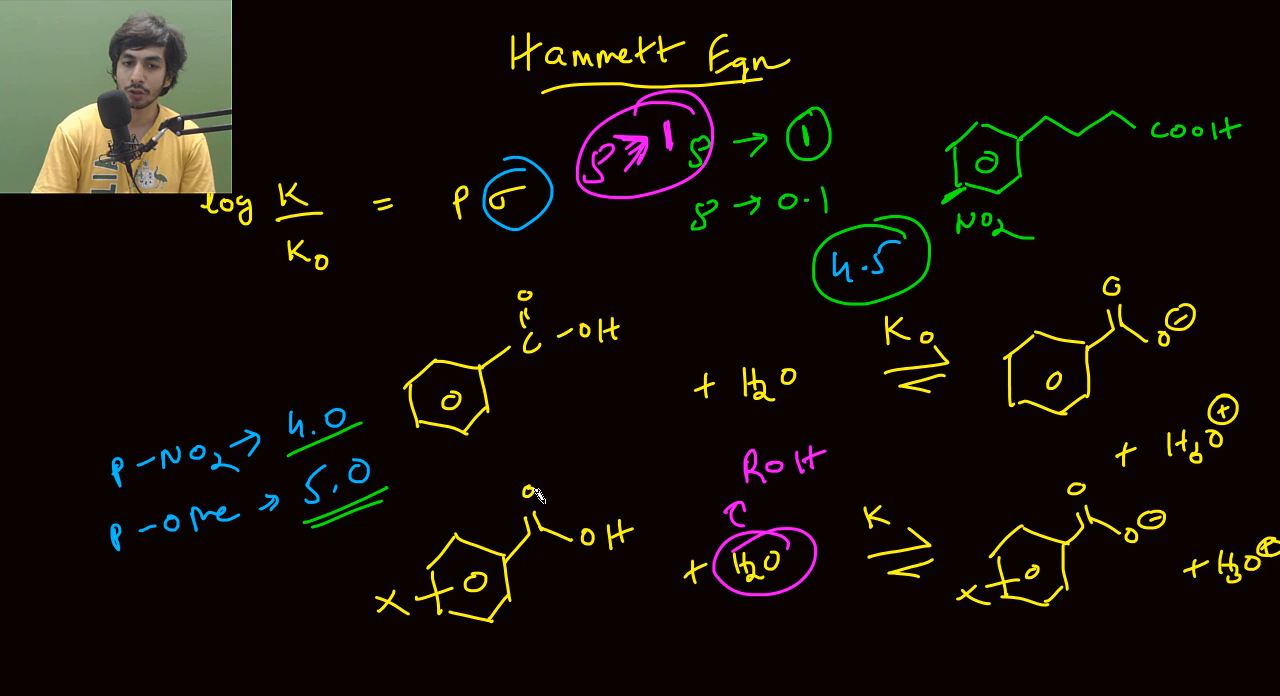 Hammett Eqn
ρ → 1
ρ → 1
COOH
log K/K₀ = ρ σ
ρ → 0.1
NO₂
4.5
O
C - OH
+ H₂O
K₀
O
O⊖
+ H₃O⊕
P-NO₂ → 4.0
P-OMe → 5.0
ROH
O
OH
X
+ H₂O
K
O
O⊖
X
+ H₃O⊕